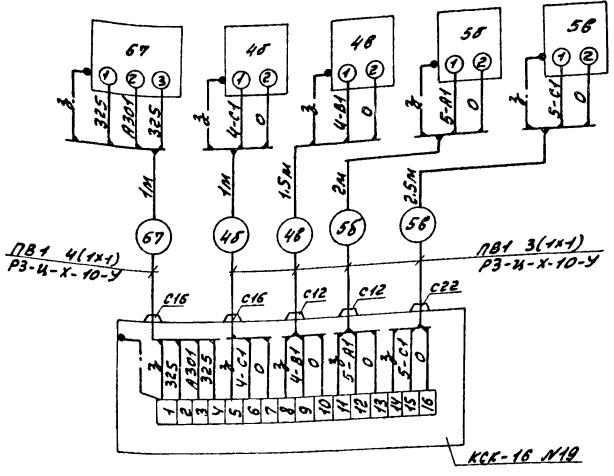 67 4б 4в 5б 5в
1 2 3 1 2 1 2 1 2 1 2
З 325 А301 325 З 4-С1 0 З 4-В1 0 З 5-А1 0 З 5-С1 0
1м 1м 1.5м 2м 2.5м
67 4б 4в 5б 5в
ПВ1 4(1х1)
РЗ-Ц-Х-10-У
ПВ1 3(1х1)
РЗ-Ц-Х-10-У
С16 С16 С12 С12 С22
З 325 А301 325 З 4-С1 0 З 4-В1 0 З 5-А1 0 З 5-С1 0
1 2 3 4 5 6 7 8 9 10 11 12 13 14 15 16
КСК-16 №19